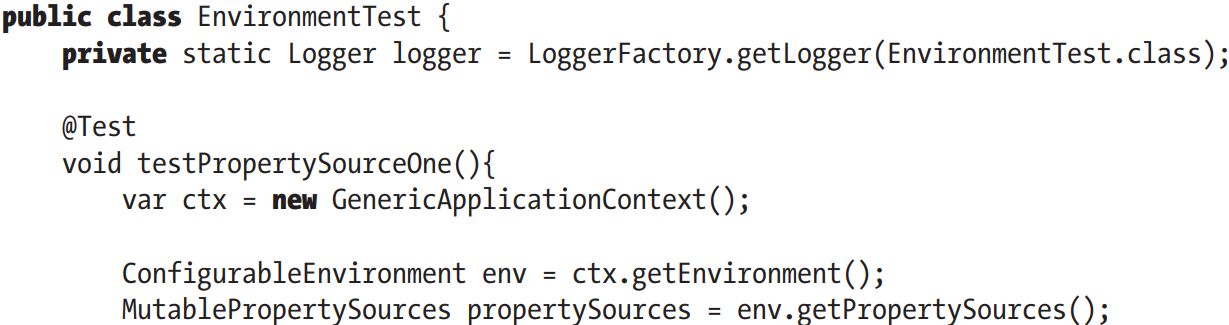 public class EnvironmentTest {
    private static Logger logger = LoggerFactory.getLogger(EnvironmentTest.class);

    @Test
    void testPropertySourceOne(){
        var ctx = new GenericApplicationContext();

        ConfigurableEnvironment env = ctx.getEnvironment();
        MutablePropertySources propertySources = env.getPropertySources();